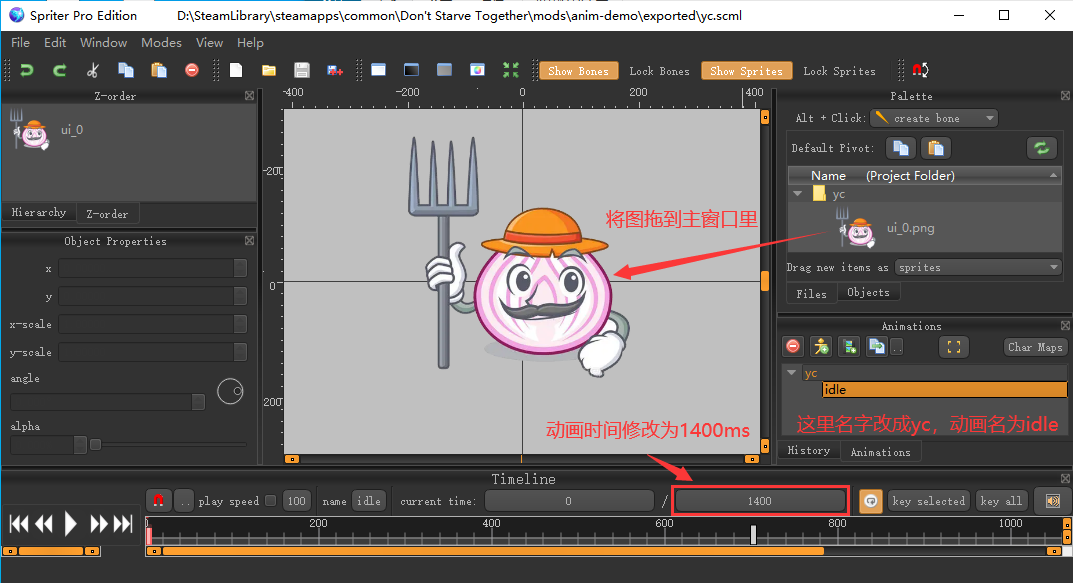 Spriter Pro Edition D:\SteamLibrary\steamapps\common\Don't Starve Together\mods\anim-demo\exported\yc.scml
File Edit Window Modes View Help
Show Bones Lock Bones Show Sprites Lock Sprites
Z-order
ui_0
Hierarchy Z-order
Object Properties
x
y
x-scale
y-scale
angle
alpha
-400 -200 0 200 400
-200
0
200
将图拖到主窗口里
动画时间修改为1400ms
Palette
Alt + Click: create bone
Default Pivot:
Name (Project Folder)
yc
ui_0.png
Drag new items as sprites
Files Objects
Animations
.. Char Maps
yc
idle
这里名字改成yc，动画名为idle
History Animations
Timeline
.. play speed 100 name idle current time: 0 / 1400 key selected key all
0 200 400 600 800 1000